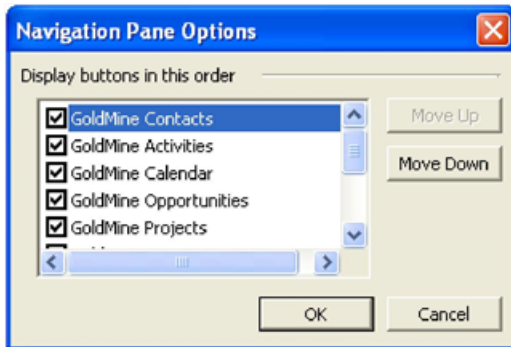 Navigation Pane Options
Display buttons in this order
GoldMine Contacts
GoldMine Activities
GoldMine Calendar
GoldMine Opportunities
GoldMine Projects
Move Up
Move Down
OK
Cancel